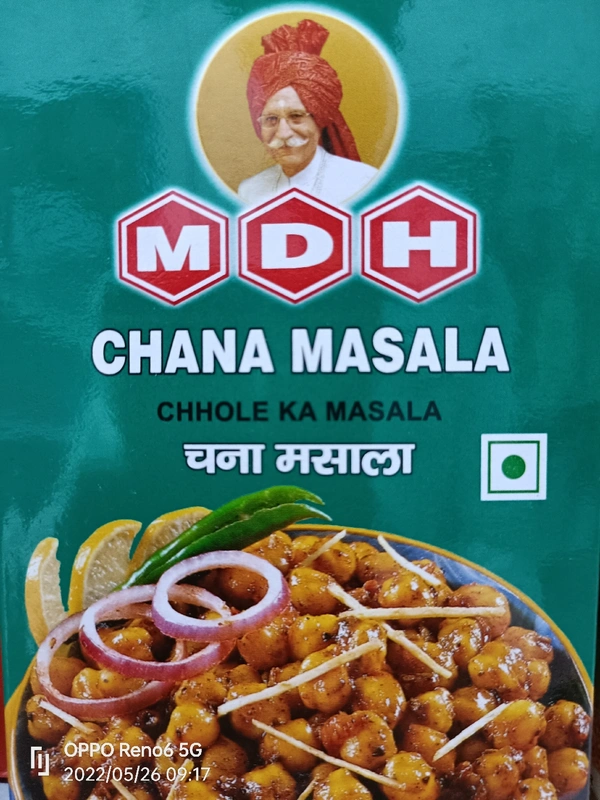 MDH
CHANA MASALA
CHHOLE KA MASALA
चना मसाला
OPPO Reno6 5G
2022/05/26 09:17